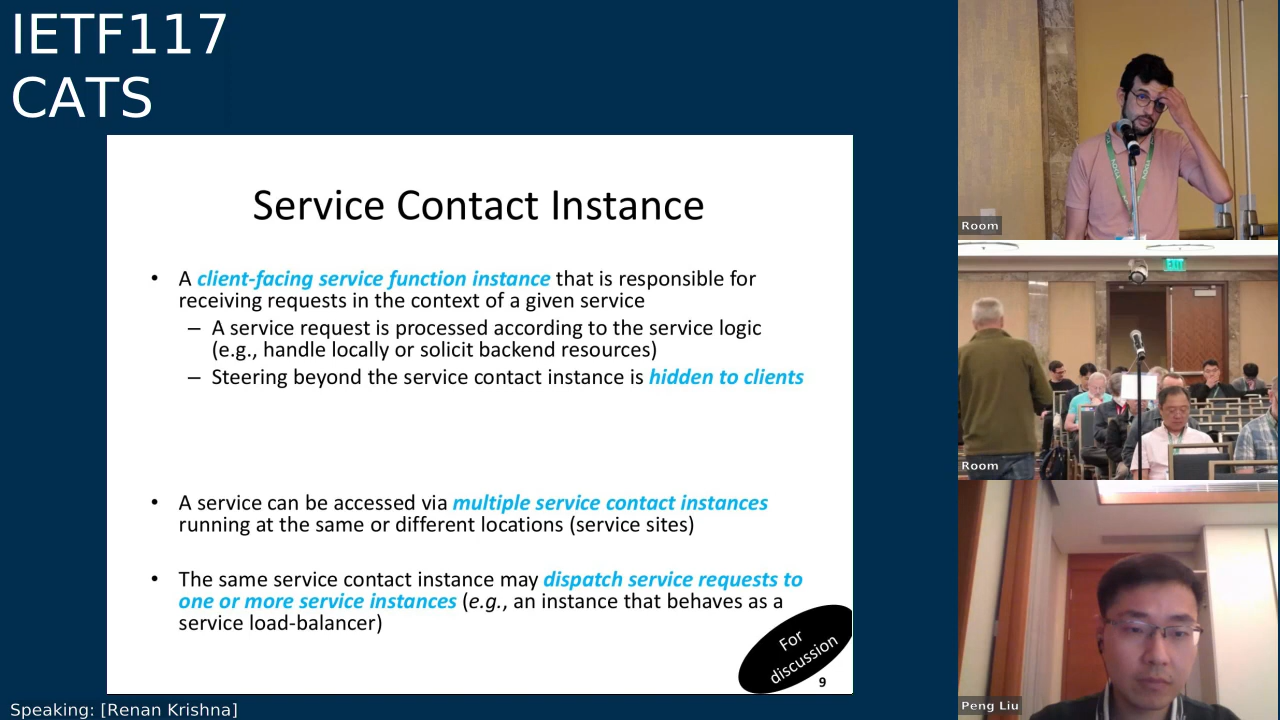 IETF117
CATS
Service Contact Instance
• A client-facing service function instance that is responsible for
receiving requests in the context of a given service
– A service request is processed according to the service logic
(e.g., handle locally or solicit backend resources)
– Steering beyond the service contact instance is hidden to clients
• A service can be accessed via multiple service contact instances
running at the same or different locations (service sites)
• The same service contact instance may dispatch service requests to
one or more service instances (e.g., an instance that behaves as a
service load-balancer)
For
discussion
9
Room
Room
Peng Liu
Speaking: [Renan Krishna]